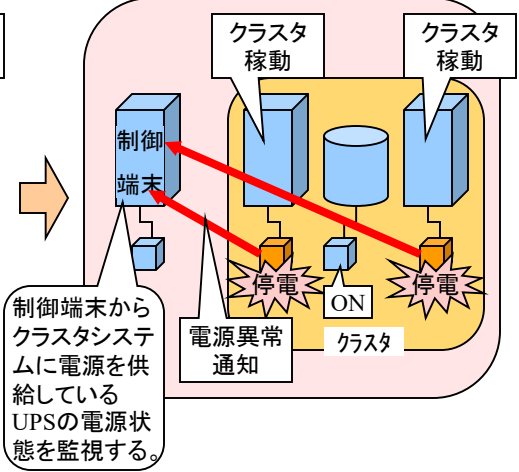 クラスタ
稼動
クラスタ
稼動
制御
端末
停電
停電
ON
制御端末から
クラスタシステ
ムに電源を供
給している
UPSの電源状
態を監視する。
電源異常
通知
クラスタ